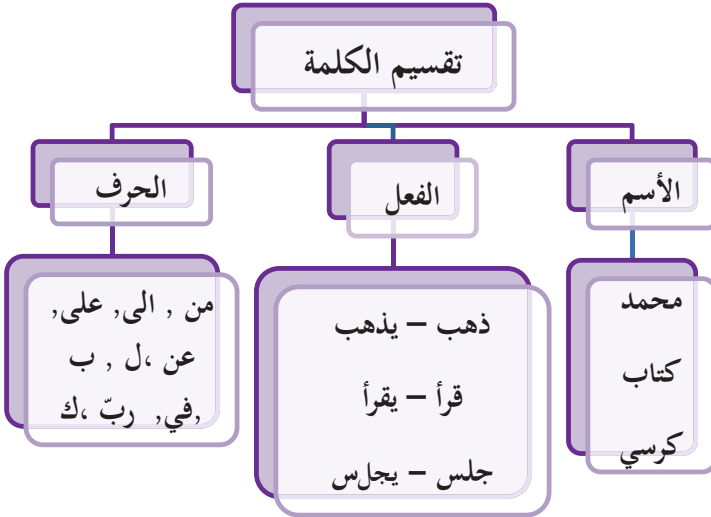 تقسيم الكلمة
الأسم
الفعل
الحرف
محمد
كتاب
كرسي
ذهب – يذهب
قرأ – يقرأ
جلس – يجلس
من , الى, على,
عن ،ل , ب
,في, ربّ ،ك